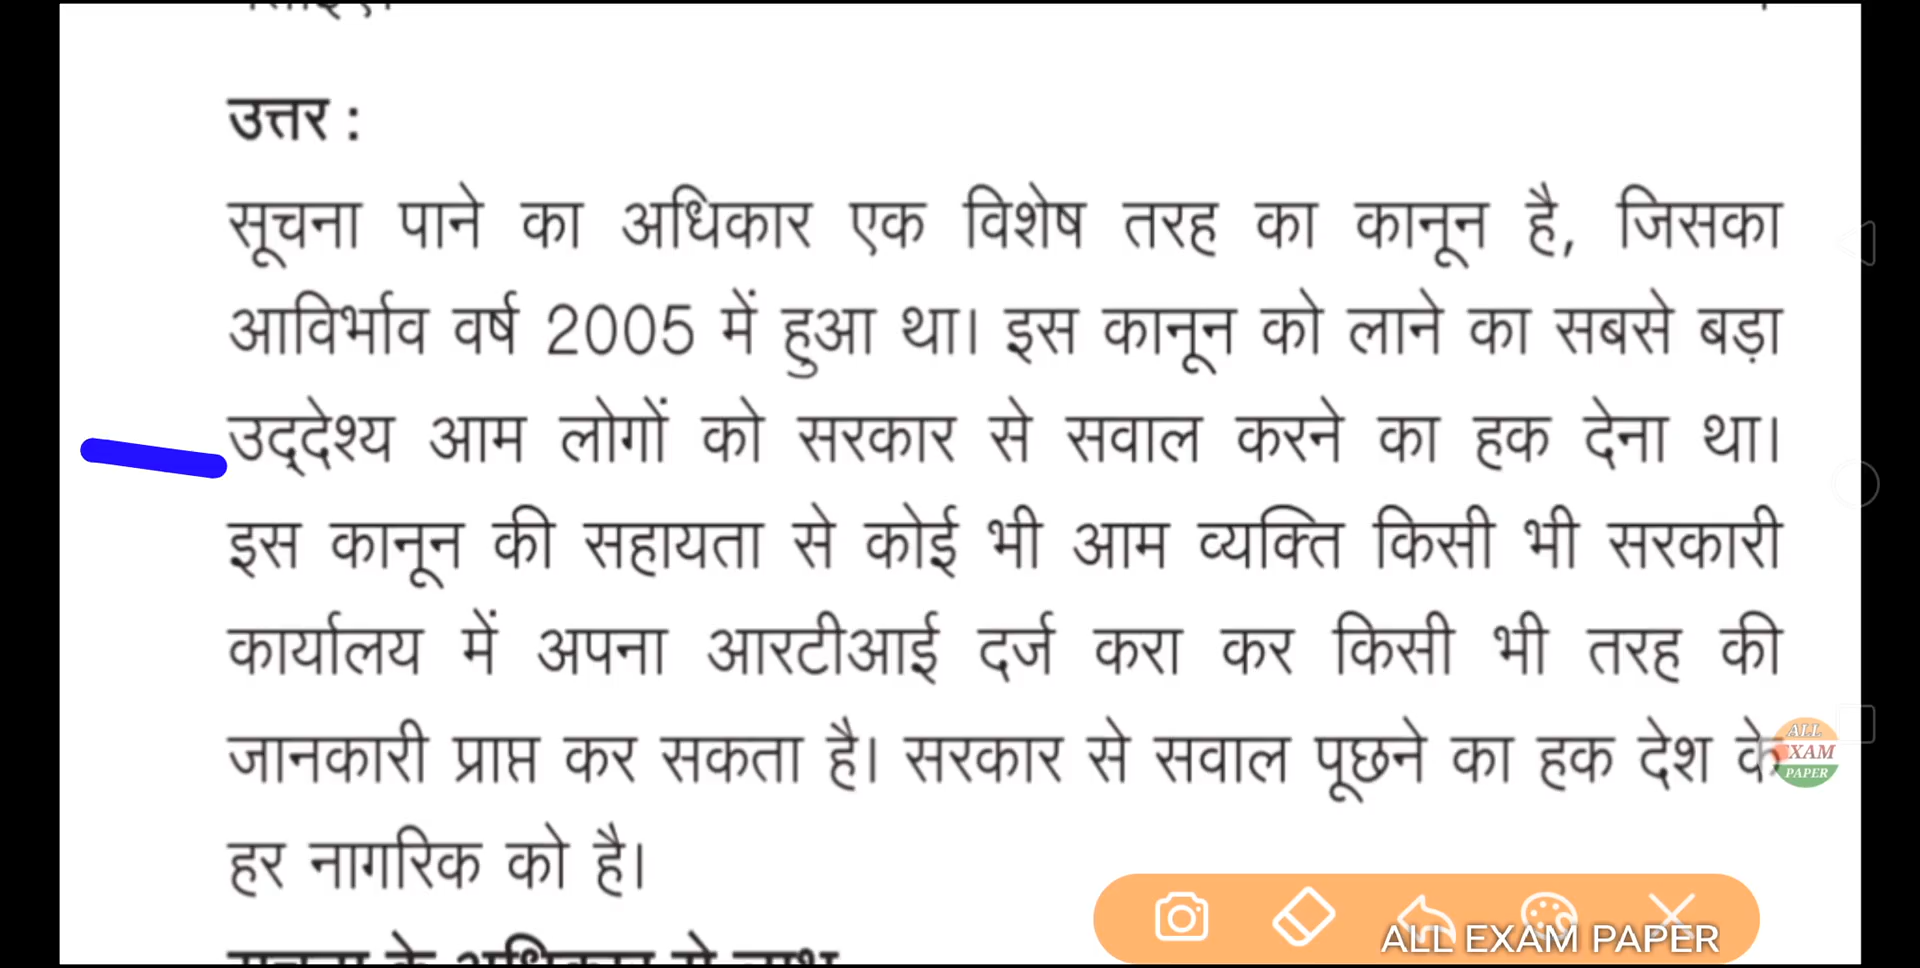 उत्तर :
सूचना पाने का अधिकार एक विशेष तरह का कानून है, जिसका
आविर्भाव वर्ष 2005 में हुआ था। इस कानून को लाने का सबसे बड़ा
उद्देश्य आम लोगों को सरकार से सवाल करने का हक देना था।
इस कानून की सहायता से कोई भी आम व्यक्ति किसी भी सरकारी
कार्यालय में अपना आरटीआई दर्ज करा कर किसी भी तरह की
जानकारी प्राप्त कर सकता है। सरकार से सवाल पूछने का हक देश के
हर नागरिक को है।
ALL
EXAM
PAPER
ALL EXAM PAPER